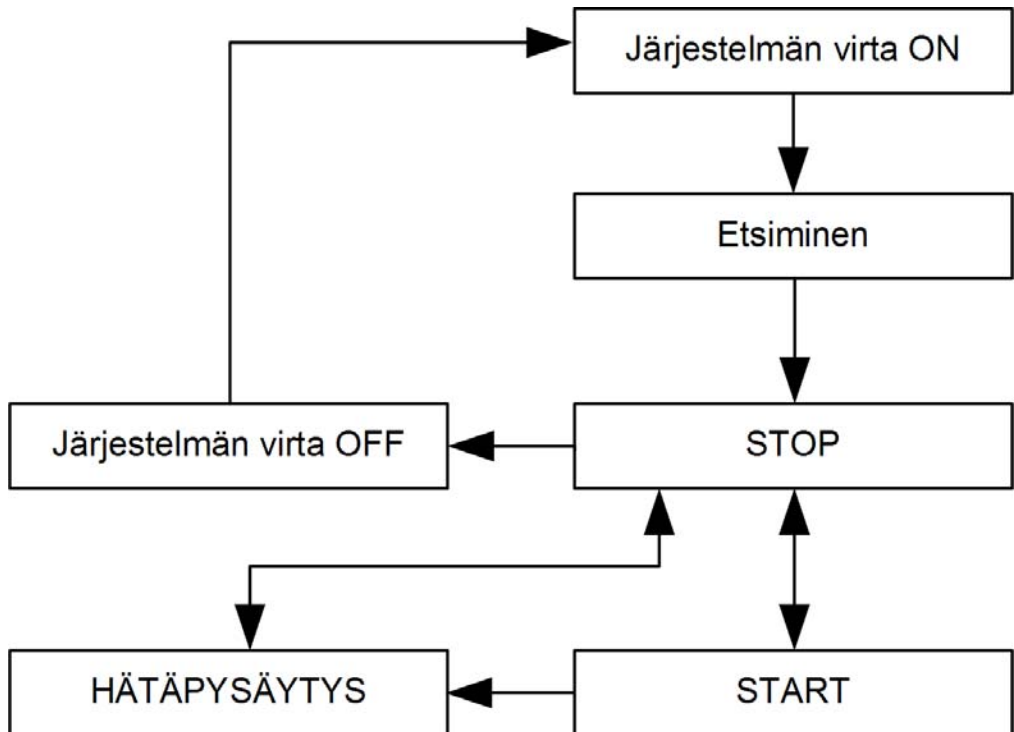 Järjestelmän virta ON
Etsiminen
Järjestelmän virta OFF
STOP
HÄTÄPYSÄYTYS
START